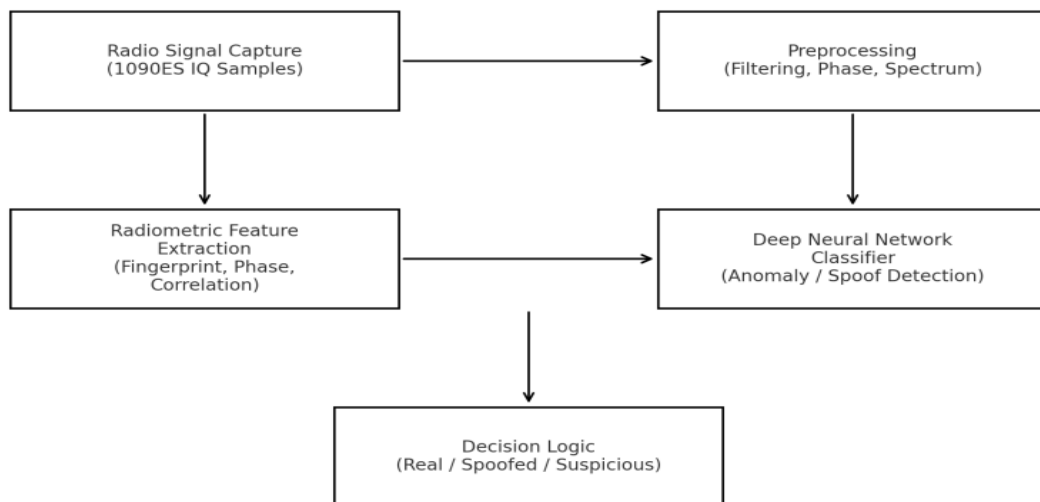 Radio Signal Capture
(1090ES IQ Samples)
Preprocessing
(Filtering, Phase, Spectrum)
Radiometric Feature
Extraction
(Fingerprint, Phase,
Correlation)
Deep Neural Network
Classifier
(Anomaly / Spoof Detection)
Decision Logic
(Real / Spoofed / Suspicious)